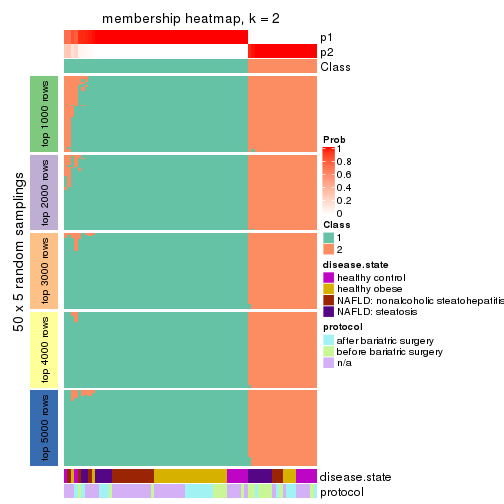 membership heatmap, k = 2
p1
p2
Class
50 x 5 random samplings
top 1000 rows
top 2000 rows
top 3000 rows
top 4000 rows
top 5000 rows
disease.state
protocol
Prob
1
0.8
0.6
0.4
0.2
0
Class
1
2
disease.state
healthy control
healthy obese
NAFLD: nonalcoholic steatohepatitis
NAFLD: steatosis
protocol
after bariatric surgery
before bariatric surgery
n/a